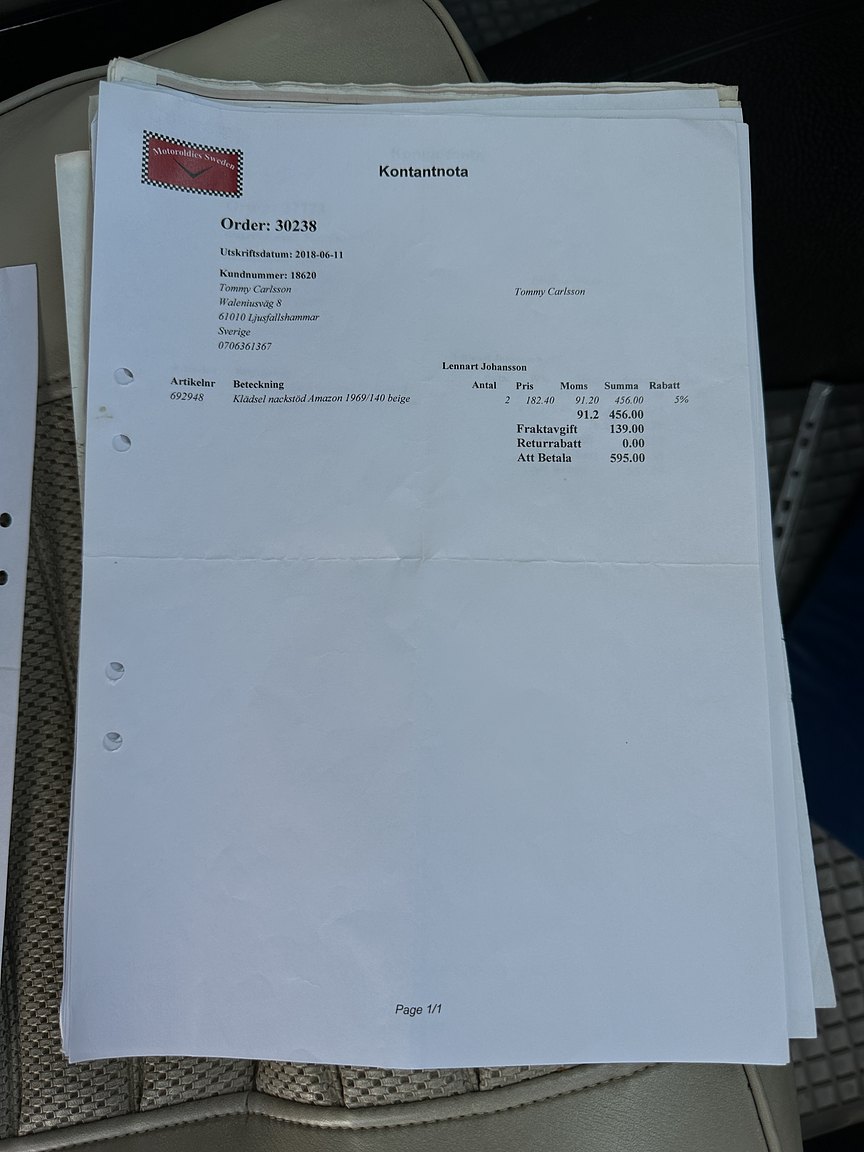 Motoroldies Sweden
Kontantnota
Order: 30238
Utskriftsdatum: 2018-06-11
Kundnummer: 18620
Tommy Carlsson Tommy Carlsson
Waleniusväg 8
61010 Ljusfallshammar
Sverige
0706361367
Lennart Johansson
Artikelnr Beteckning Antal Pris Moms Summa Rabatt
692948 Klädsel nackstöd Amazon 1969/140 beige 2 182.40 91.20 456.00 5%
91.2 456.00
Fraktavgift 139.00
Returrabatt 0.00
Att Betala 595.00
Page 1/1